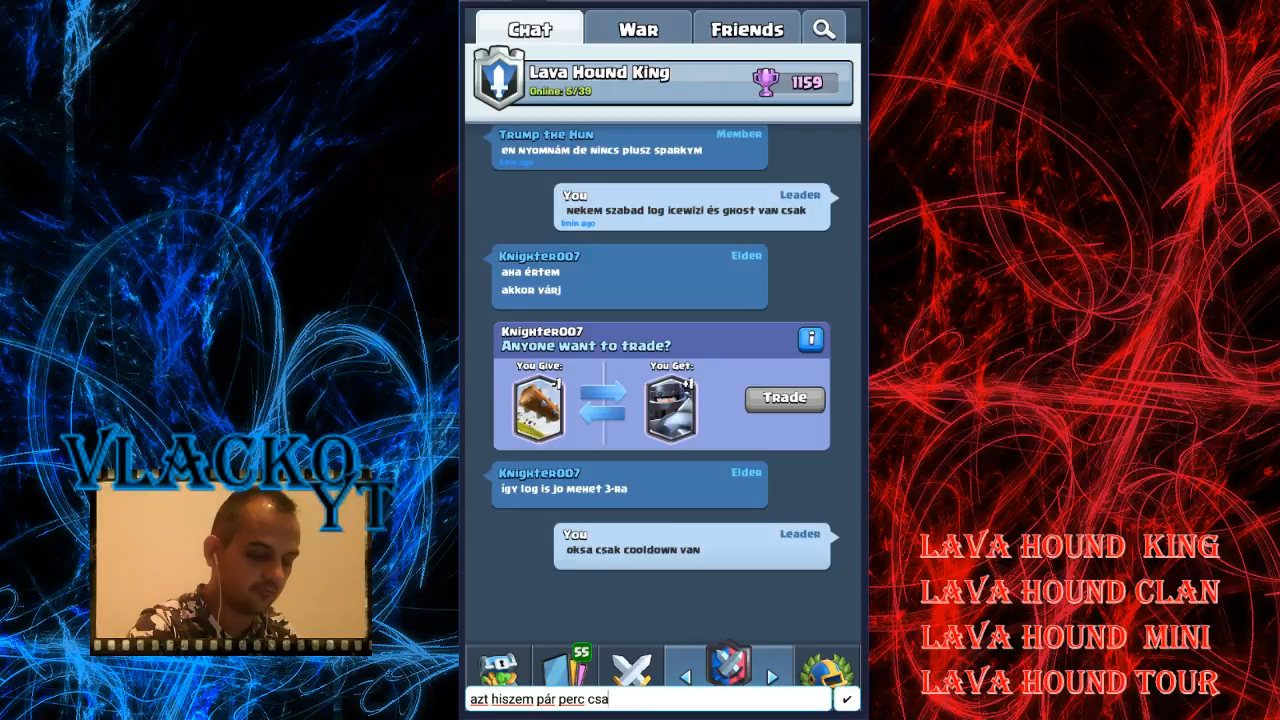 Chat
War
Friends
Lava Hound King
Online: 5/39
1159
Trump the Hun
Member
en nyomnám de nincs plusz sparkym
You
Leader
nekem szabad log icewizi és ghost van csak
1min ago
Knighter007
Elder
aha értem
akkor várj
Knighter007
Anyone want to trade?
i
You Give:
-1
You Get:
+1
Trade
Knighter007
Elder
így log is jo mehet 3-ra
You
Leader
oksa csak cooldown van
55
azt hiszem pár perc csa
VLACKO
YT
LAVA HOUND KING
LAVA HOUND CLAN
LAVA HOUND MINI
LAVA HOUND TOUR